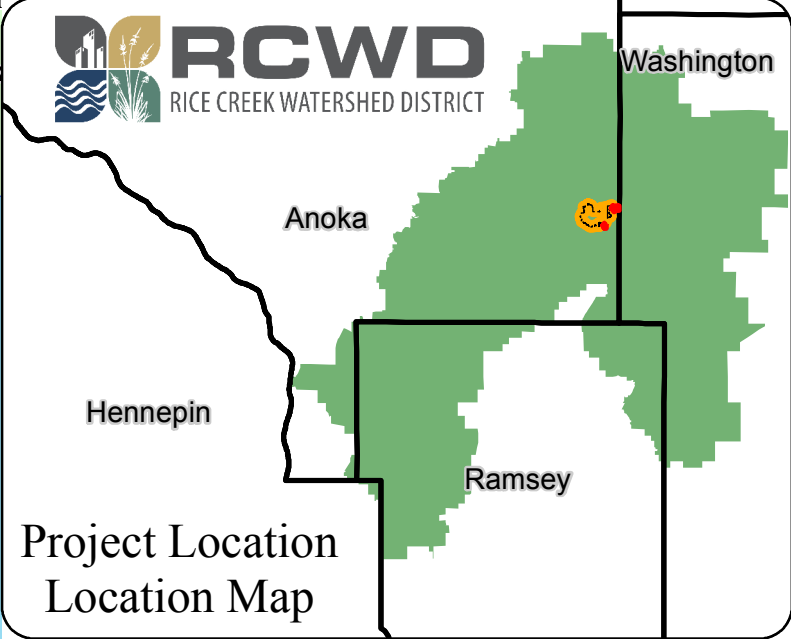 RCWD
RICE CREEK WATERSHED DISTRICT
Washington
Anoka
Hennepin
Ramsey
Project Location
Location Map